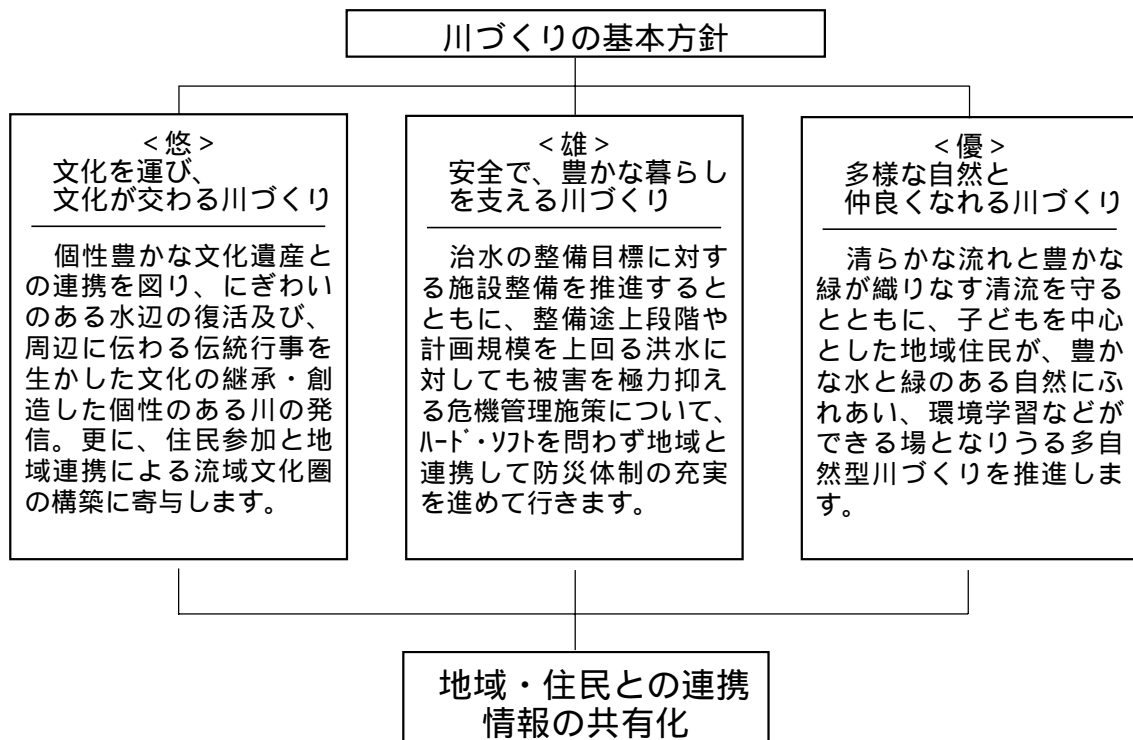 川づくりの基本方針
<悠>
文化を運び、
文化が交わる川づくり
個性豊かな文化遺産と
の連携を図り、にぎわい
のある水辺の復活及び、
周辺に伝わる伝統行事を
生かした文化の継承・創
造した個性のある川の発
信。更に、住民参加と地
域連携による流域文化圏
の構築に寄与します。
<雄>
安全で、豊かな暮らし
を支える川づくり
治水の整備目標に対す
る施設整備を推進すると
ともに、整備途上段階や
計画規模を上回る洪水に
対しても被害を極力抑え
る危機管理施策について、
ﾊｰﾄﾞ・ｿﾌﾄを問わず地域と
連携して防災体制の充実
を進めて行きます。
<優>
多様な自然と
仲良くなれる川づくり
清らかな流れと豊かな
緑が織りなす清流を守る
とともに、子どもを中心
とした地域住民が、豊か
な水と緑のある自然にふ
れあい、環境学習などが
できる場となりうる多自
然型川づくりを推進しま
す。
地域・住民との連携
情報の共有化